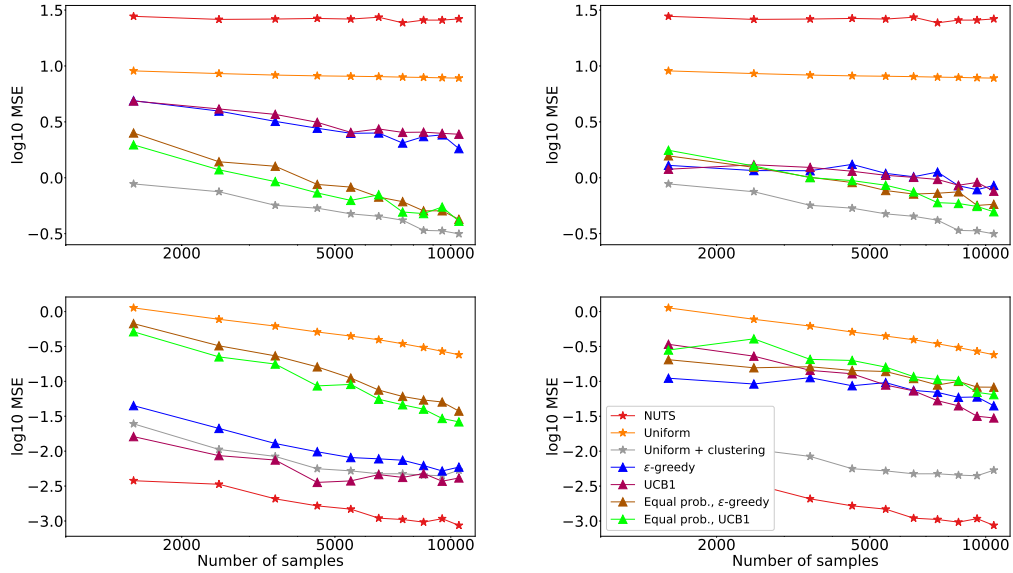 1.5
1.0
0.5
0.0
−0.5
log10 MSE
2000
5000
10000
1.5
1.0
0.5
0.0
−0.5
log10 MSE
2000
5000
10000
0.0
−0.5
−1.0
−1.5
−2.0
−2.5
−3.0
log10 MSE
2000
5000
10000
Number of samples
0.0
−0.5
−1.0
−1.5
−2.0
−2.5
−3.0
log10 MSE
NUTS
Uniform
Uniform + clustering
ε-greedy
UCB1
Equal prob., ε-greedy
Equal prob., UCB1
2000
5000
10000
Number of samples